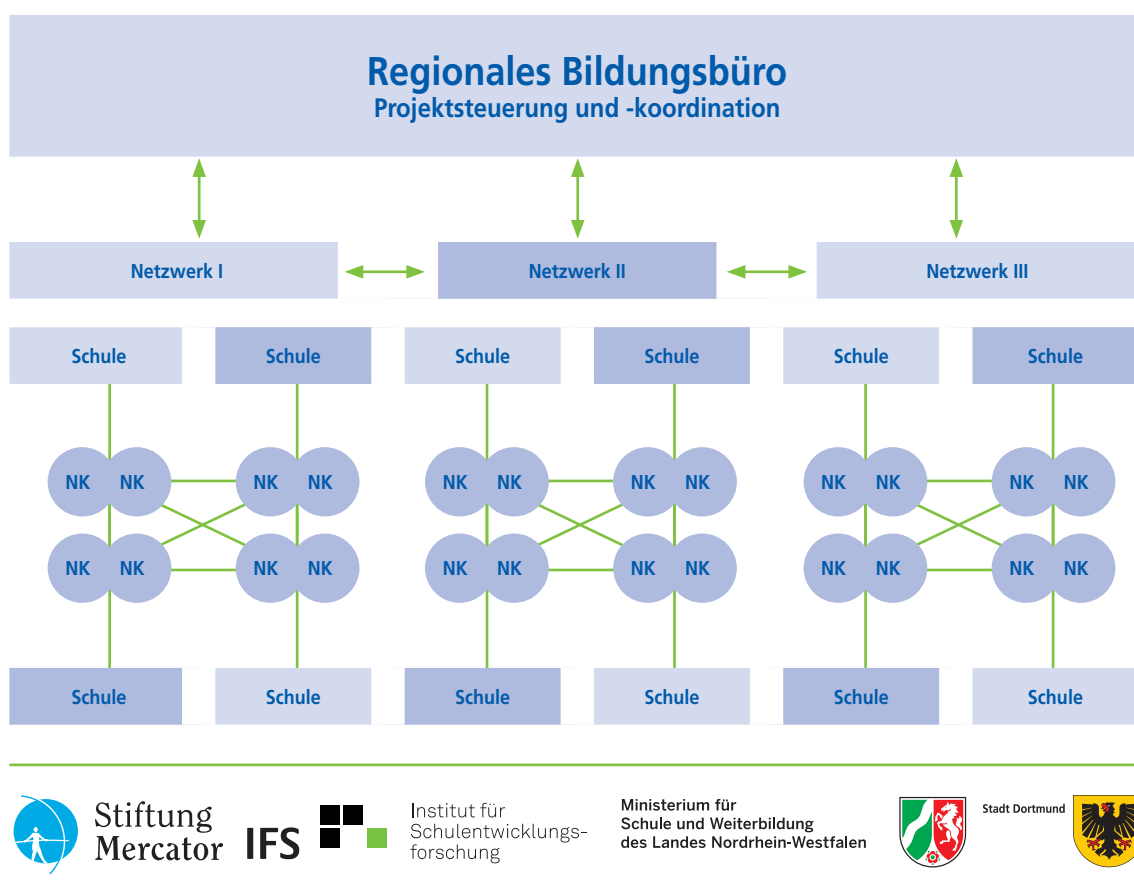 Regionales Bildungsbüro
Projektsteuerung und -koordination
Netzwerk I
Netzwerk II
Netzwerk III
Schule Schule Schule Schule Schule Schule
NK NK NK NK NK NK NK NK NK NK NK NK
NK NK NK NK NK NK NK NK NK NK NK NK
Schule Schule Schule Schule Schule Schule
Stiftung
Mercator
IFS
Institut für
Schulentwicklungs-
forschung
Ministerium für
Schule und Weiterbildung
des Landes Nordrhein-Westfalen
Stadt Dortmund